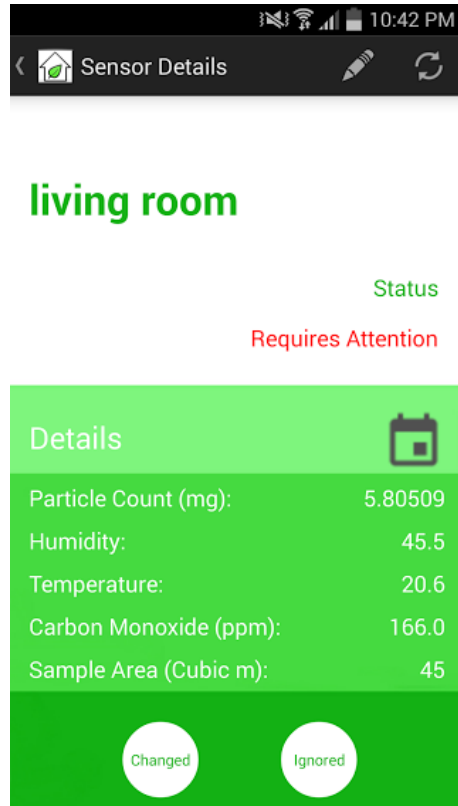 10:42 PM
Sensor Details
living room
Status
Requires Attention
Details
Particle Count (mg): 5.80509
Humidity: 45.5
Temperature: 20.6
Carbon Monoxide (ppm): 166.0
Sample Area (Cubic m): 45
Changed Ignored